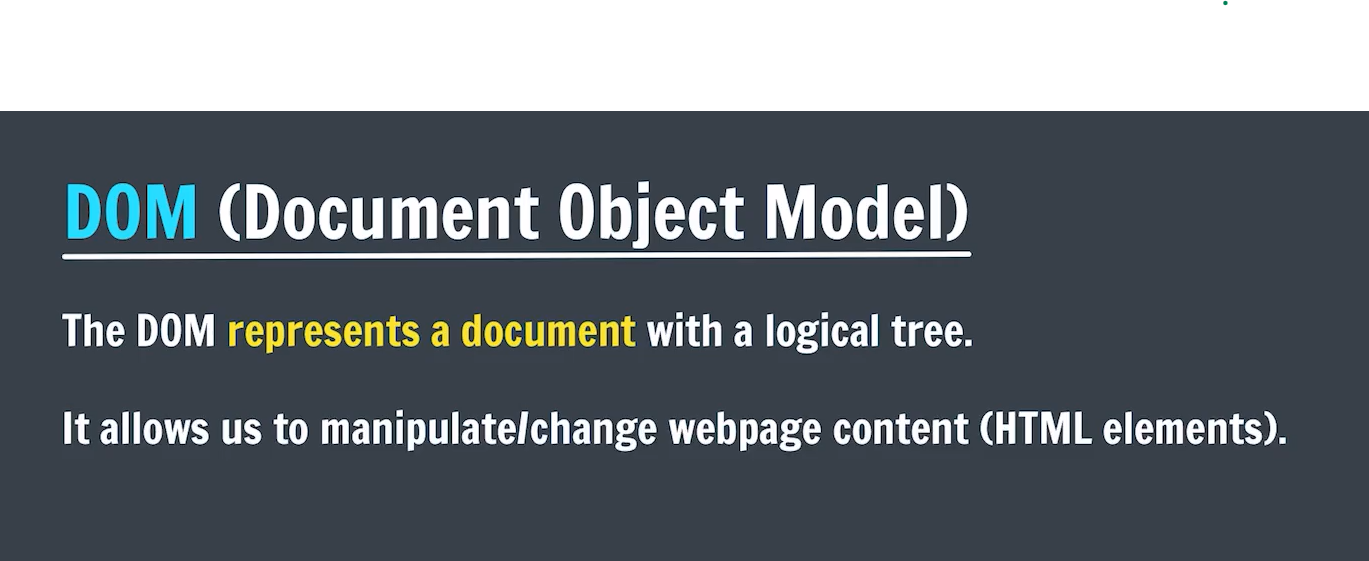 DOM (Document Object Model)
The DOM represents a document with a logical tree.
It allows us to manipulate/change webpage content (HTML elements).